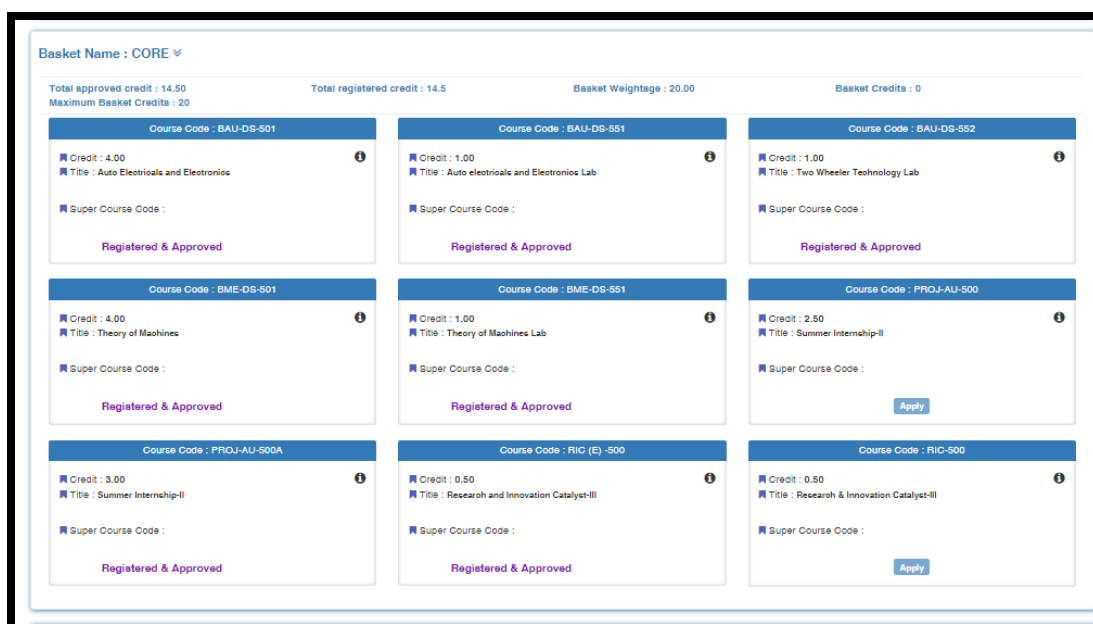 Basket Name : CORE
Total approved credit : 14.50 Total registered credit : 14.5 Basket Weightage : 20.00 Basket Credits : 0
Maximum Basket Credits : 20
Course Code : BAU-DS-501
Credit : 4.00
Title : Auto Electricals and Electronics
Super Course Code :
Registered & Approved
Course Code : BAU-DS-551
Credit : 1.00
Title : Auto electricals and Electronics Lab
Super Course Code :
Registered & Approved
Course Code : BAU-DS-552
Credit : 1.00
Title : Two Wheeler Technology Lab
Super Course Code :
Registered & Approved
Course Code : BME-DS-501
Credit : 4.00
Title : Theory of Machines
Super Course Code :
Registered & Approved
Course Code : BME-DS-551
Credit : 1.00
Title : Theory of Machines Lab
Super Course Code :
Registered & Approved
Course Code : PROJ-AU-500
Credit : 2.50
Title : Summer Internship-II
Super Course Code :
Apply
Course Code : PROJ-AU-500A
Credit : 3.00
Title : Summer Internship-II
Super Course Code :
Registered & Approved
Course Code : RIC (E) -500
Credit : 0.50
Title : Research and Innovation Catalyst-III
Super Course Code :
Registered & Approved
Course Code : RIC-500
Credit : 0.50
Title : Research & Innovation Catalyst-III
Super Course Code :
Apply